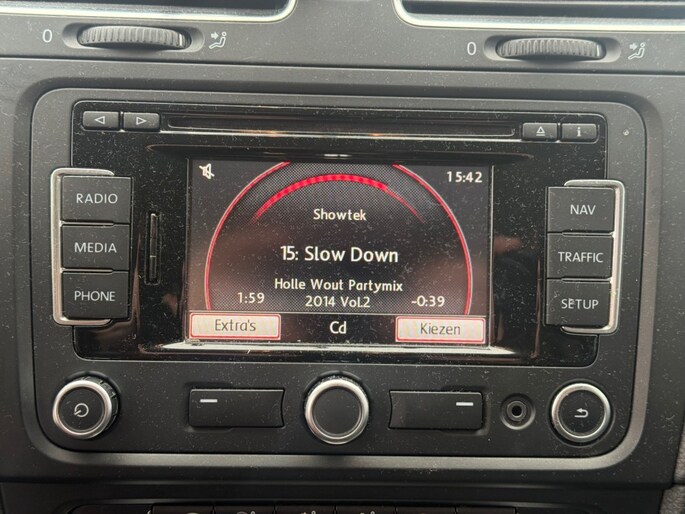 0
0
i
RADIO
MEDIA
PHONE
15:42
Showtek
15: Slow Down
Holle Wout Partymix
2014 Vol.2
1:59
-0:39
Extra's
Cd
Kiezen
NAV
TRAFFIC
SETUP